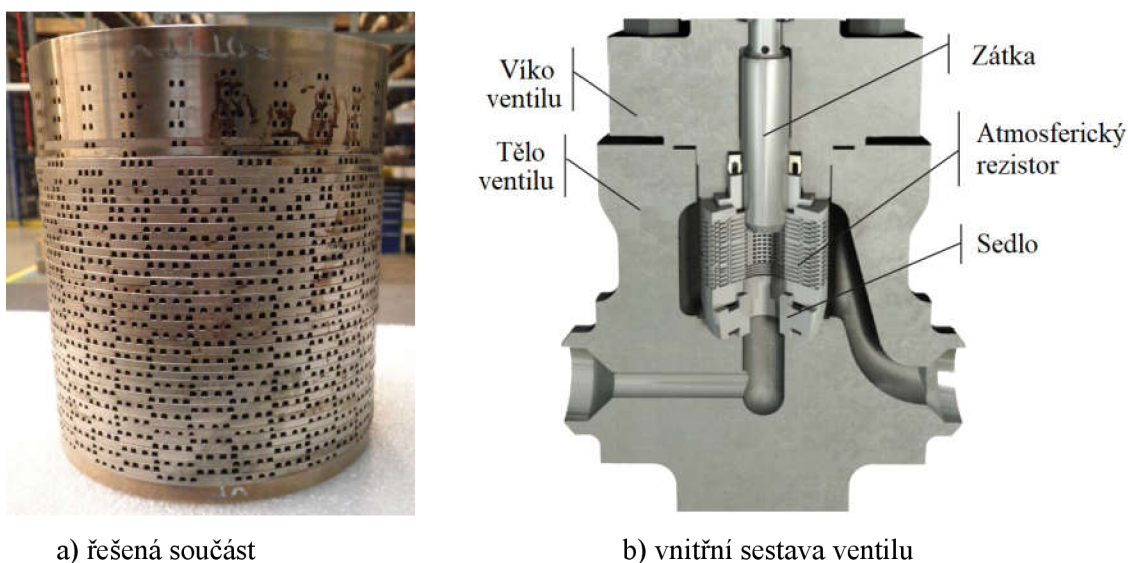 Víko
ventilu
Tělo
ventilu
Zátka
Atmosferický
rezistor
Sedlo
a) řešená součást
b) vnitřní sestava ventilu